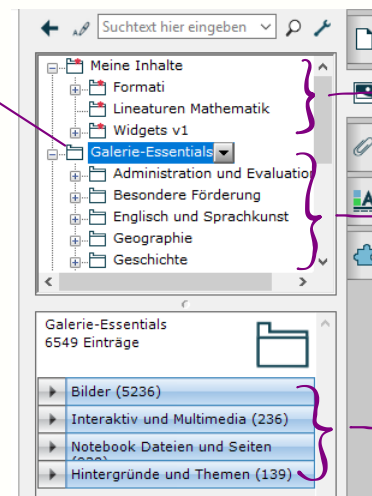 Suchtext hier eingeben
Meine Inhalte
Formati
Lineaturen Mathematik
Widgets v1
Galerie-Essentials
Administration und Evaluation
Besondere Förderung
Englisch und Sprachkunst
Geographie
Geschichte
Galerie-Essentials
6549 Einträge
Bilder (5236)
Interaktiv und Multimedia (236)
Notebook Dateien und Seiten
Hintergründe und Themen (139)